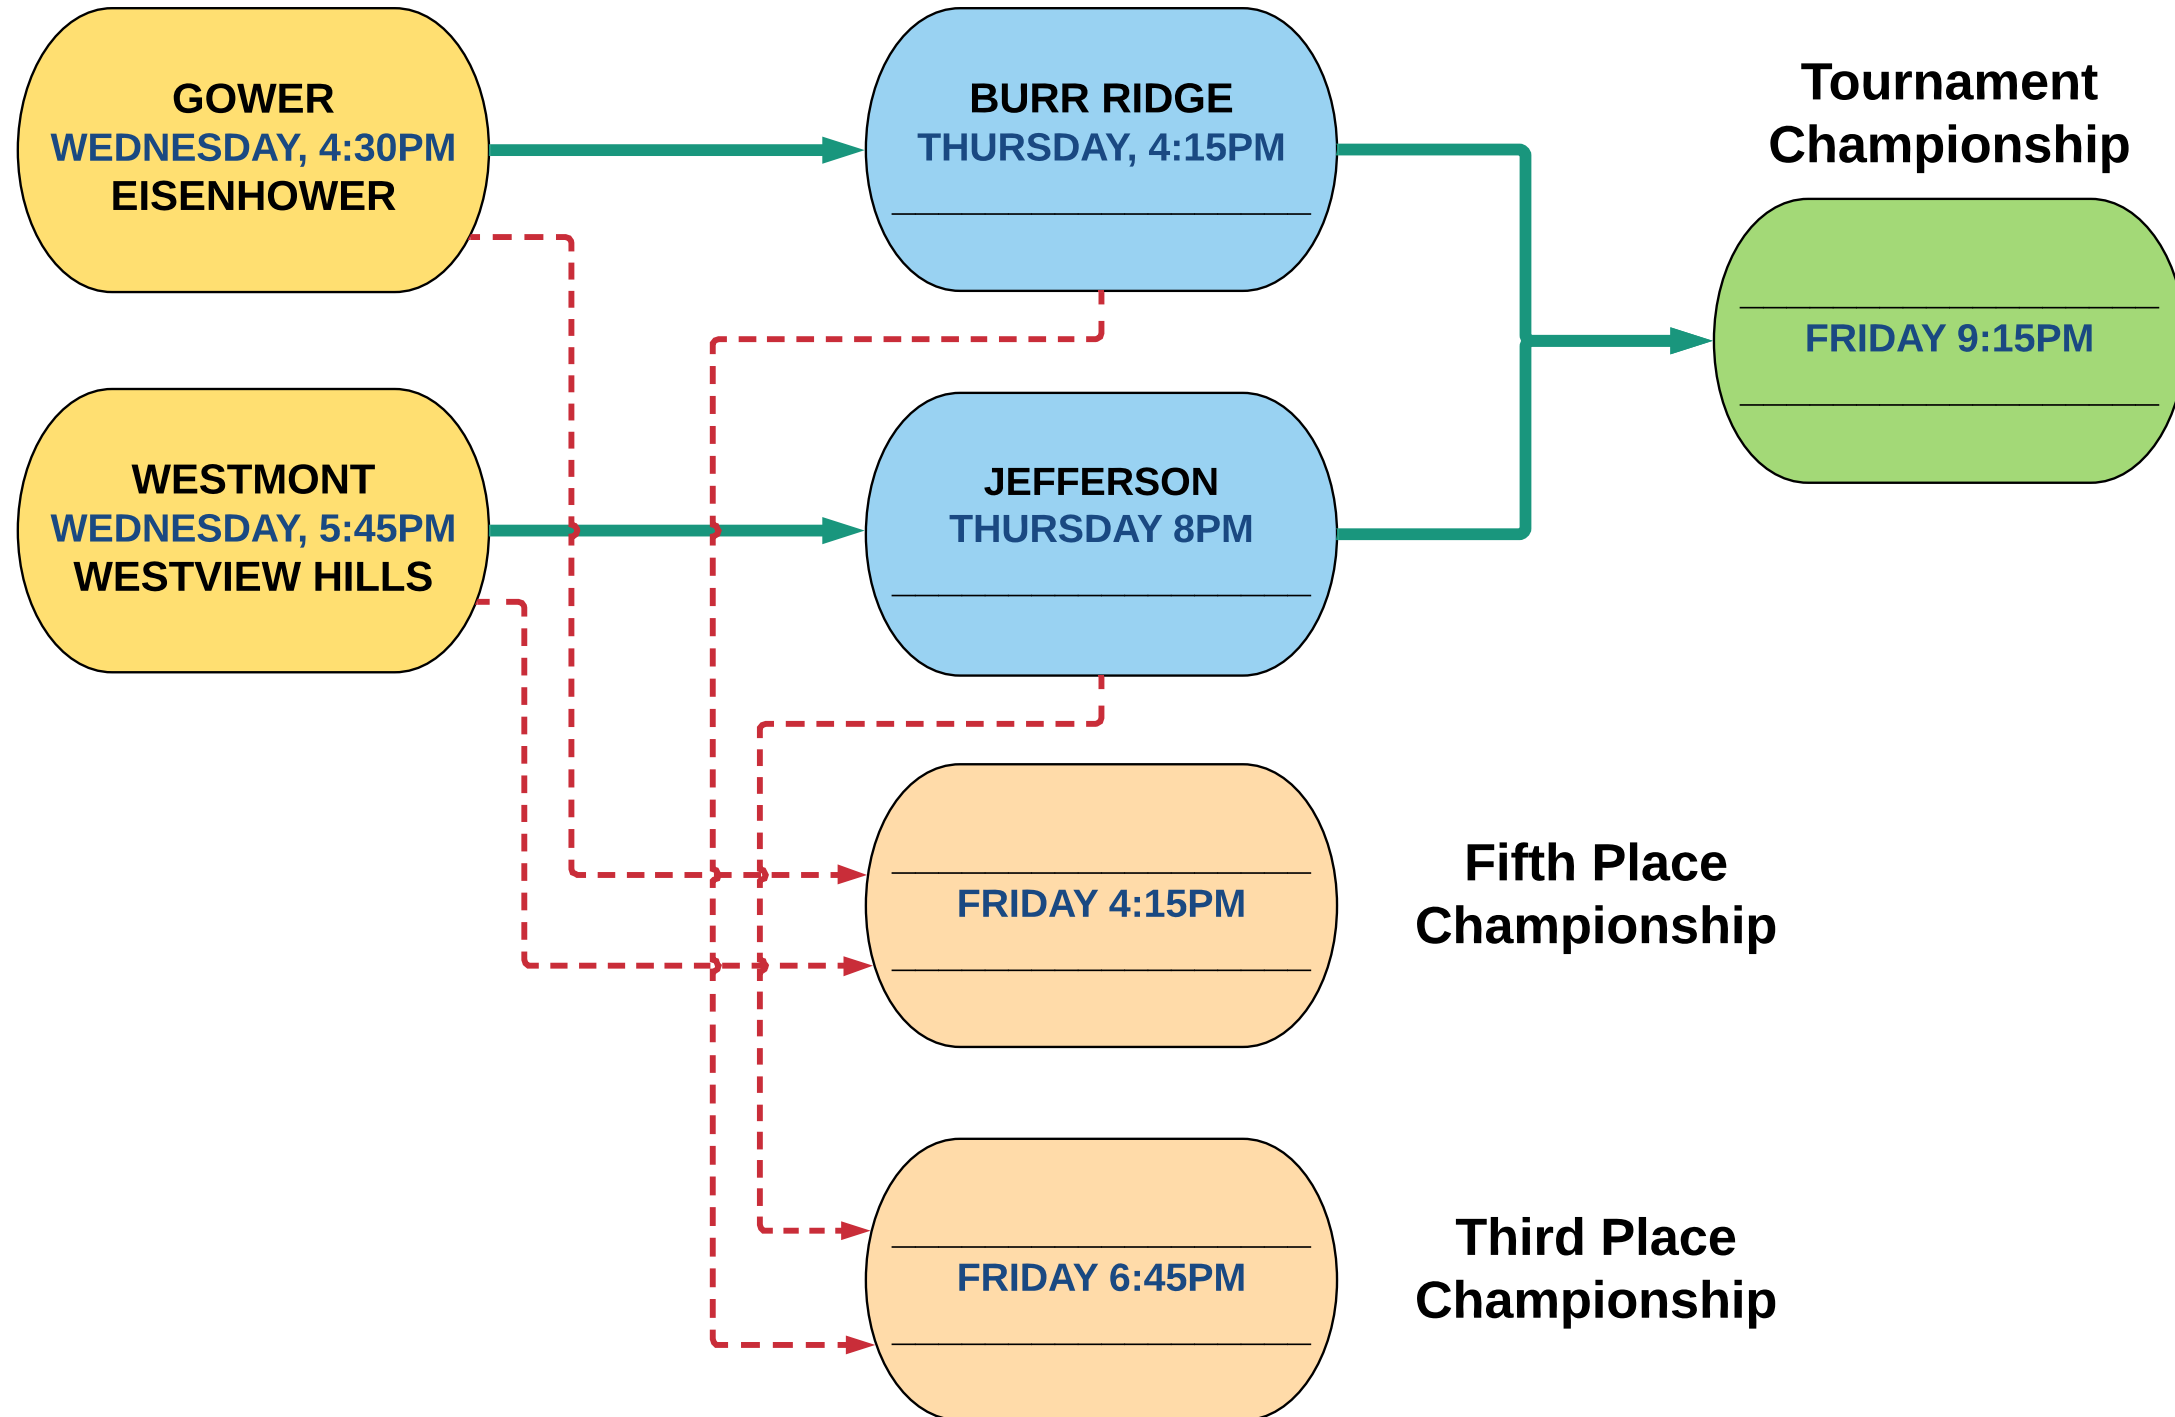 GOWER
WEDNESDAY, 4:30PM
EISENHOWER
BURR RIDGE
THURSDAY, 4:15PM
Tournament
Championship
FRIDAY 9:15PM
WESTMONT
WEDNESDAY, 5:45PM
WESTVIEW HILLS
JEFFERSON
THURSDAY 8PM
FRIDAY 4:15PM
Fifth Place
Championship
FRIDAY 6:45PM
Third Place
Championship